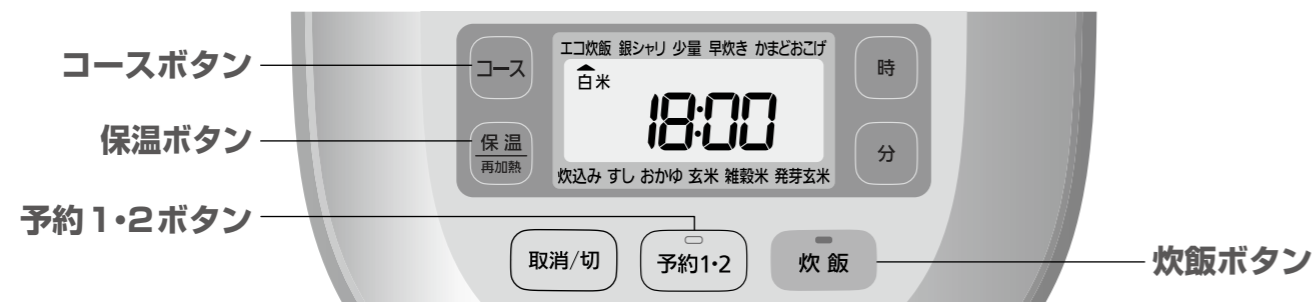 コースボタン
保温ボタン
予約1・2ボタン
コース
保温
再加熱
エコ炊飯 銀シャリ 少量 早炊き かまどおこげ
白米
18:00
炊込み すし おかゆ 玄米 雑穀米 発芽玄米
時
分
取消/切
予約1・2
炊飯
炊飯ボタン